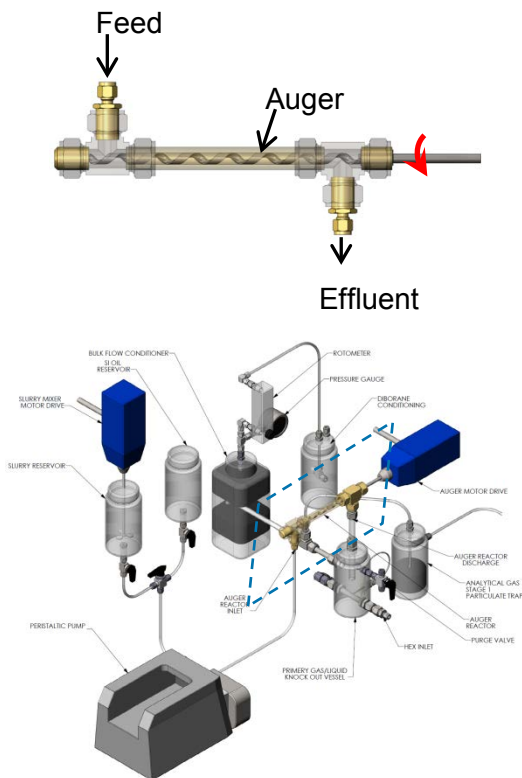 Feed
Auger
Effluent
BULK FLOW CONDITIONER
SI OIL
RESERVOIR
SLURRY MIXER
MOTOR DRIVE
SLURRY RESERVOIR
PERISTALTIC PUMP
ROTOMETER
PRESSURE GAUGE
DIBORANE
CONDITIONING
AUGER MOTOR DRIVE
AUGER REACTOR
DISCHARGE
ANALYTICAL GAS
STAGE 1
PARTICULATE TRAP
AUGER
REACTOR
PURGE VALVE
HEX INLET
AUGER
REACTOR
INLET
PRIMERY GAS/LIQUID
KNOCK OUT VESSEL